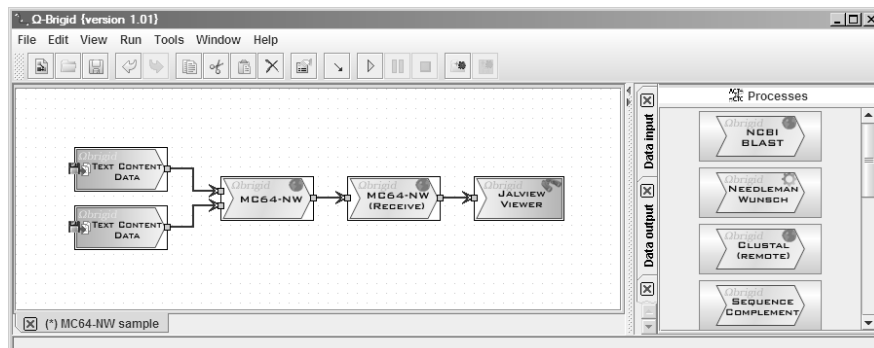 Q-Brigid {version 1.01}
File Edit View Run Tools Window Help
Qbrigid
TEXT CONTENT
DATA
Qbrigid
TEXT CONTENT
DATA
Qbrigid
MC64-NW
Qbrigid
MC64-NW
(RECEIVE)
Qbrigid
JALVIEW
VIEWER
(*) MC64-NW sample
Data input
Data output
Processes
Qbrigid
NCBI
BLAST
Qbrigid
NEEDLEMAN
WUNSCH
Qbrigid
CLUSTAL
(REMOTE)
Qbrigid
SEQUENCE
COMPLEMENT